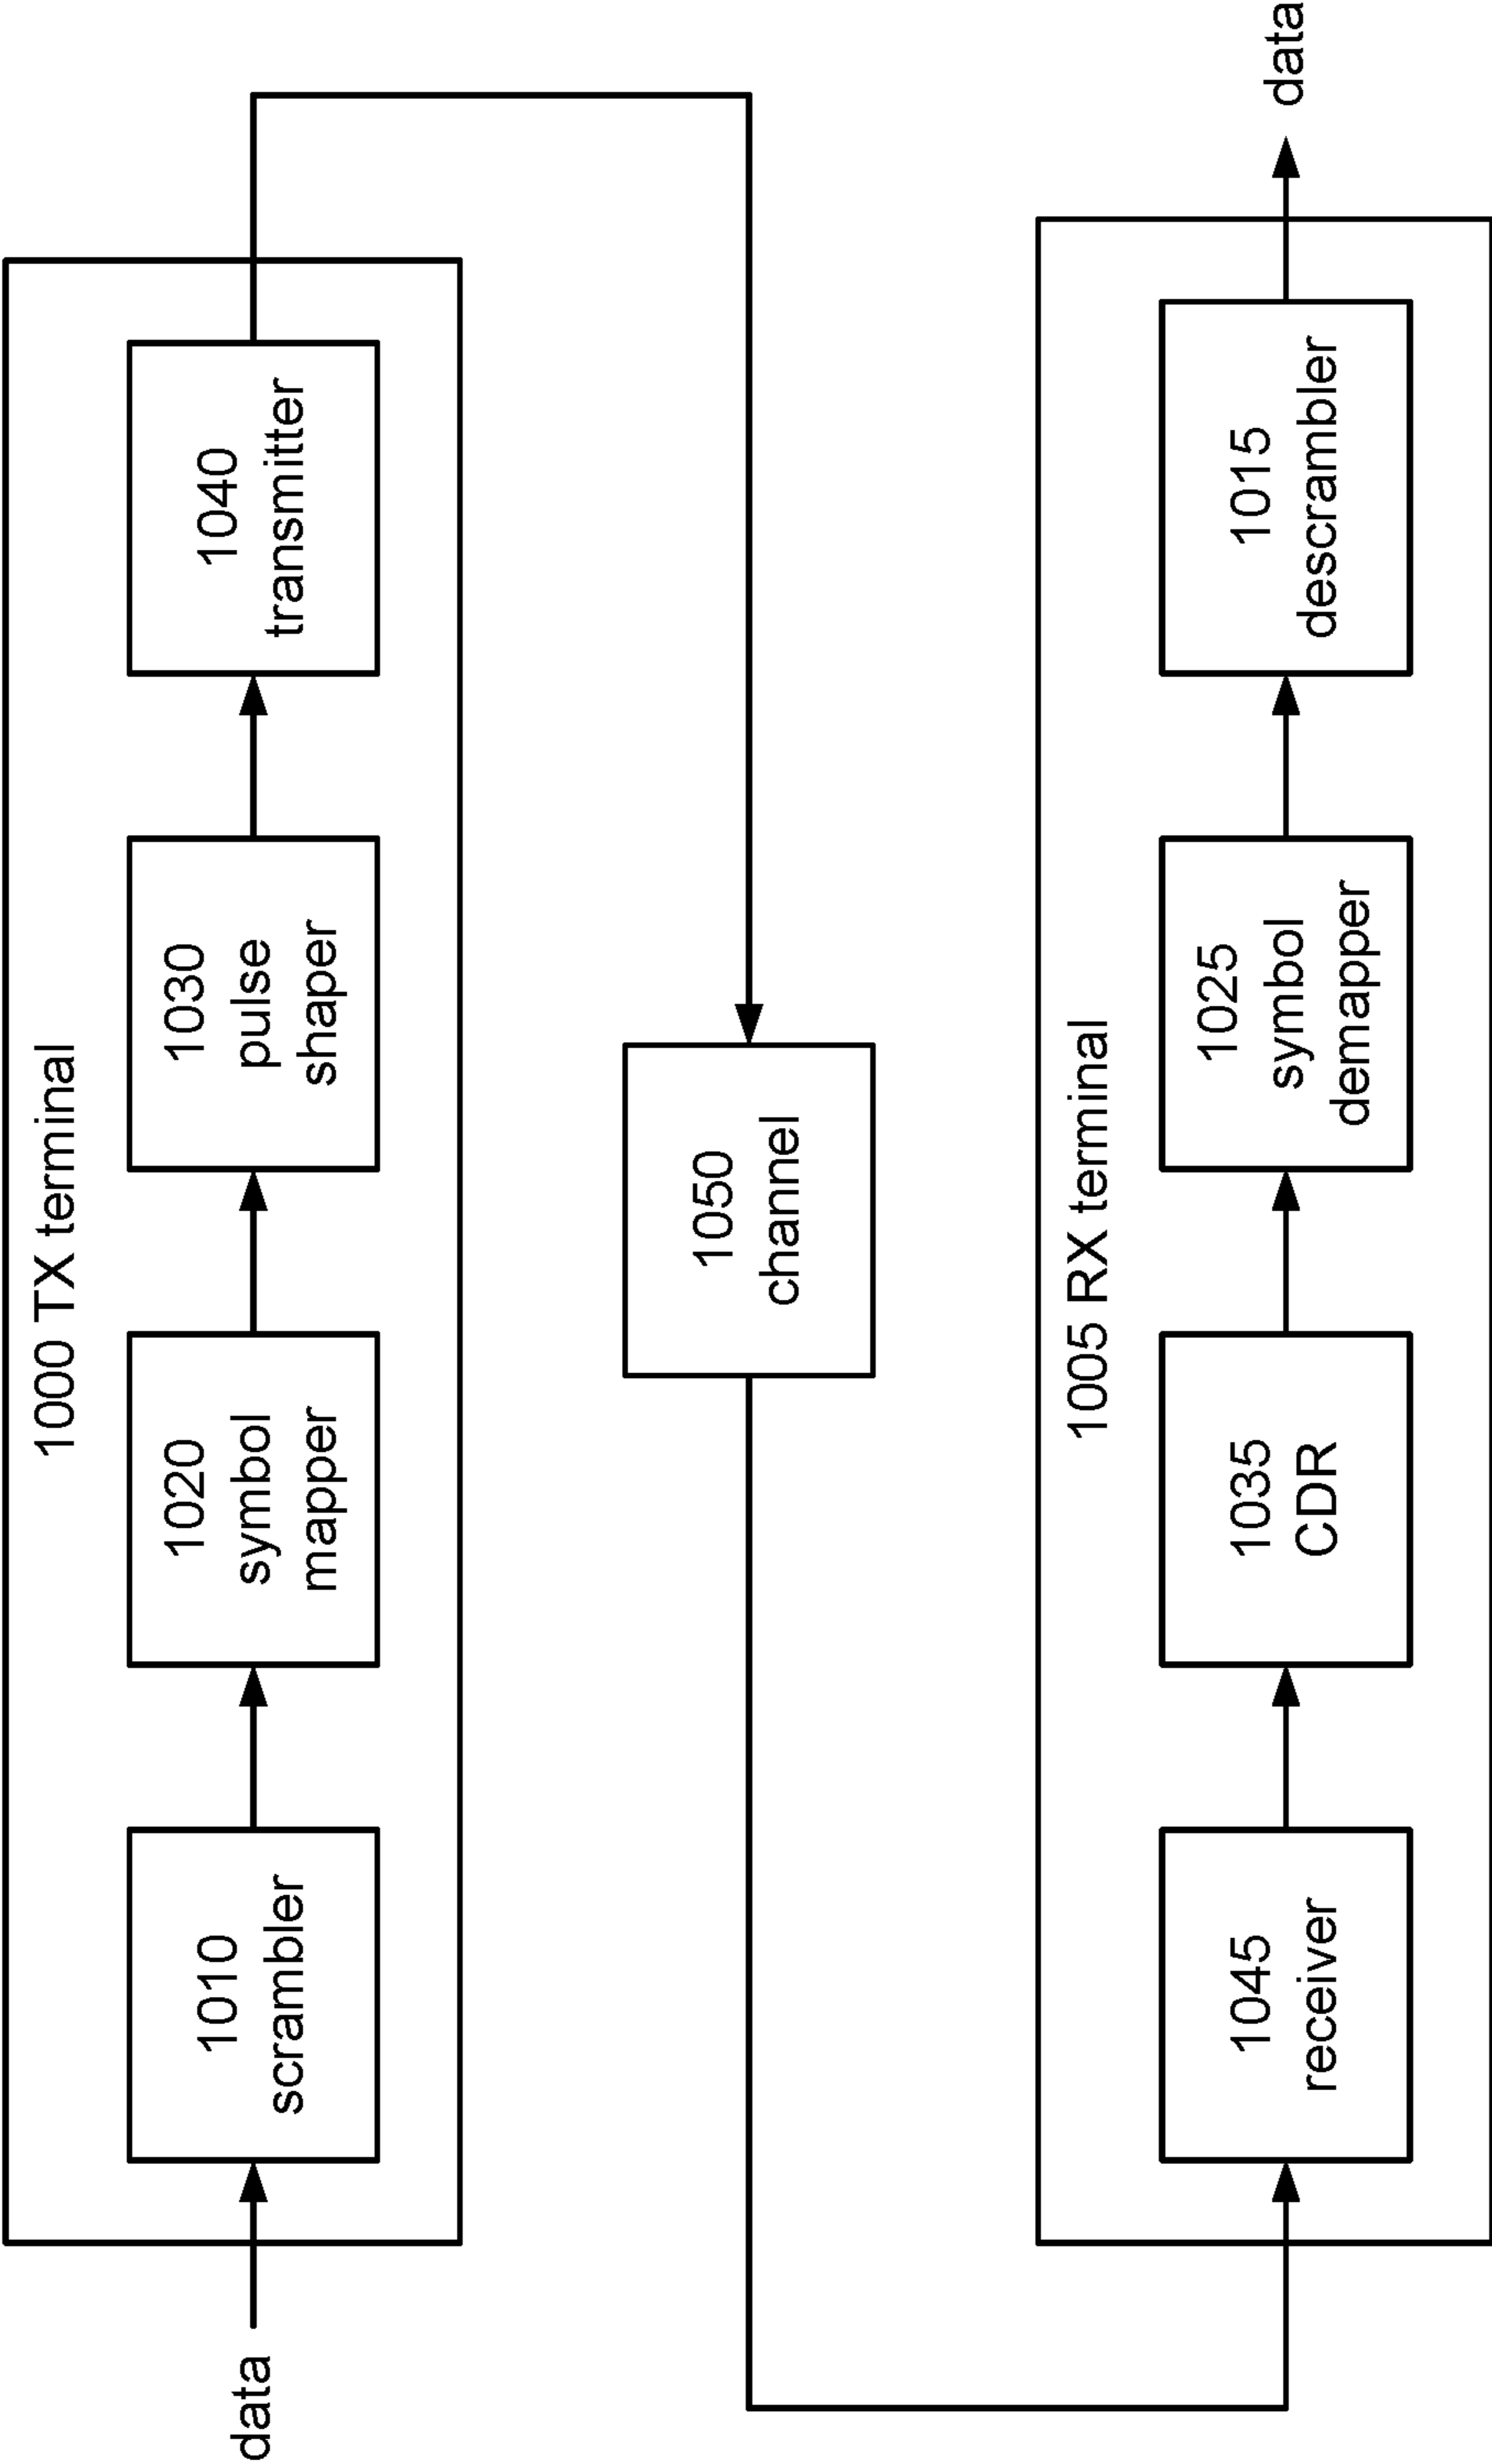 1000 TX terminal
data
1010
scrambler
1020
symbol
mapper
1030
pulse
shaper
1040
transmitter
1050
channel
1005 RX terminal
1045
receiver
1035
CDR
1025
symbol
demapper
1015
descrambler
data